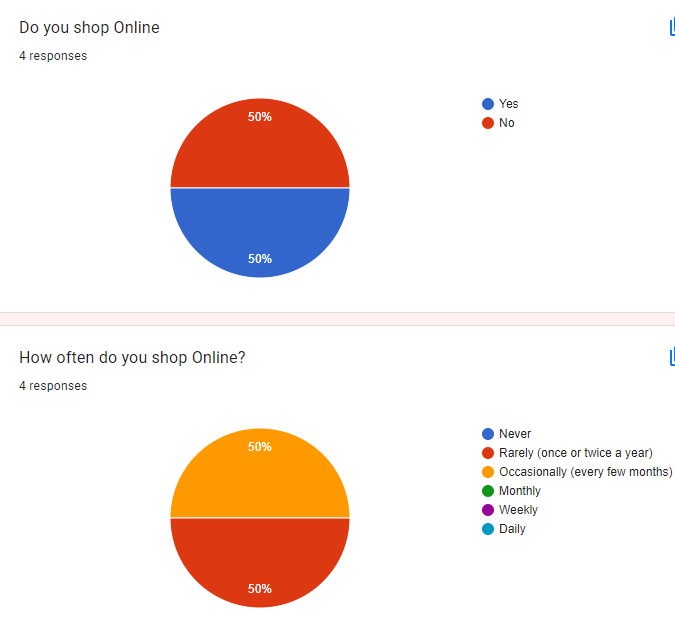 Do you shop Online
4 responses
50%
50%
Yes
No
How often do you shop Online?
4 responses
50%
50%
Never
Rarely (once or twice a year)
Occasionally (every few months)
Monthly
Weekly
Daily